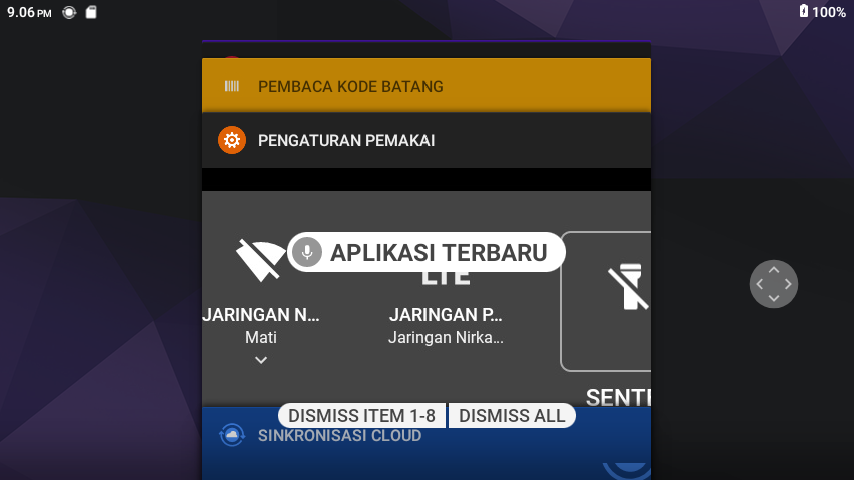 9.06 PM
100%
PEMBACA KODE BATANG
PENGATURAN PEMAKAI
APLIKASI TERBARU
LTE
JARINGAN N...
JARINGAN P...
Mati
Jaringan Nirka...
SENT
DISMISS ITEM 1-8
DISMISS ALL
SINKRONISASI CLOUD